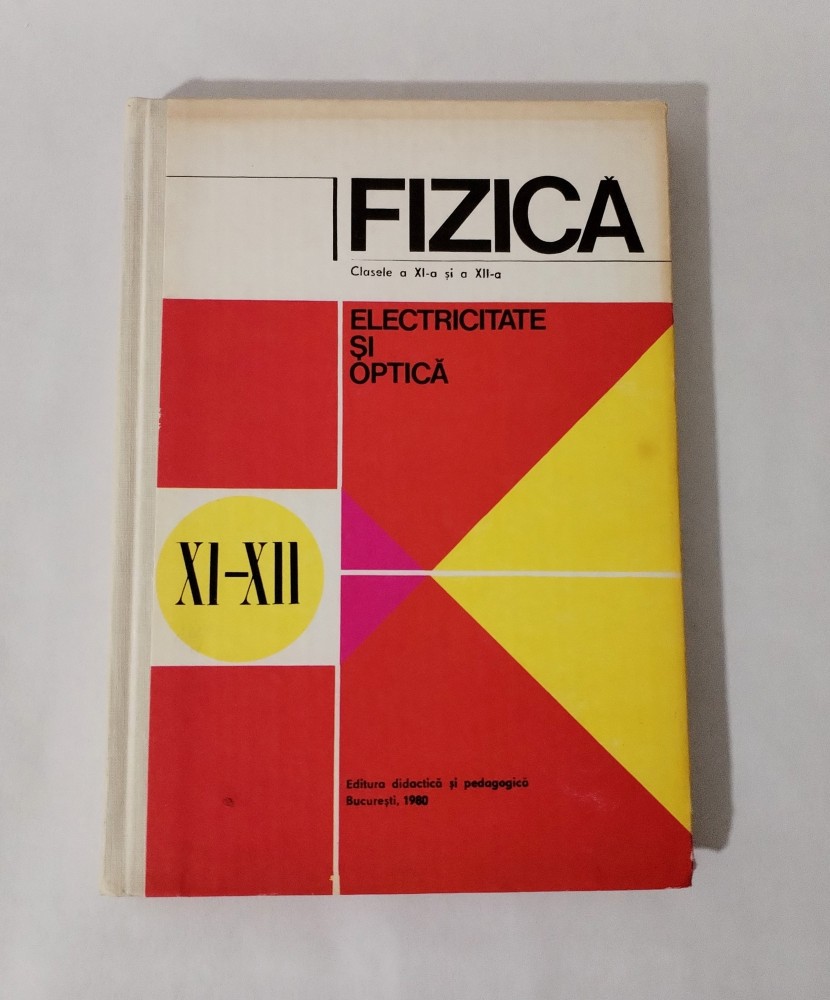 FIZICĂ
Clasele a XI-a și a XII-a
ELECTRICITATE
ȘI
OPTICĂ
XI-XII
Editura didactică și pedagogică
București, 1980